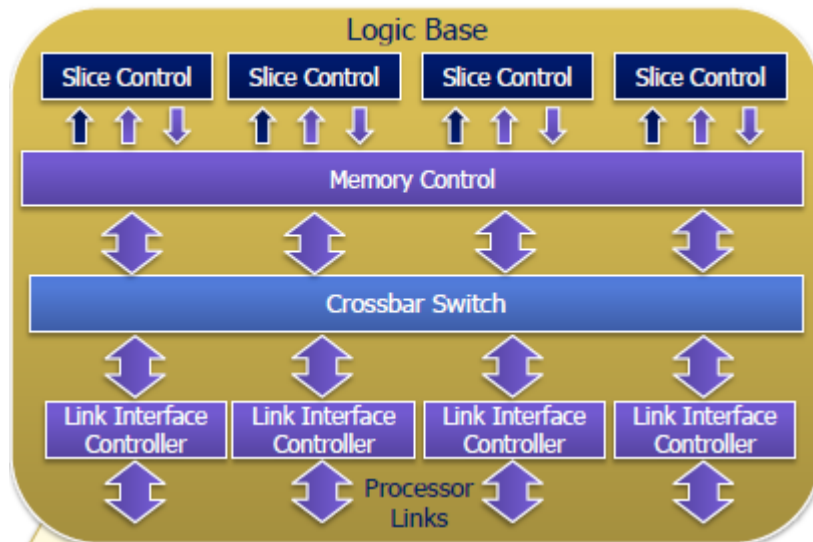 Logic Base
Slice Control Slice Control Slice Control Slice Control
Memory Control
Crossbar Switch
Link Interface Link Interface Link Interface Link Interface
Controller Controller Controller Controller
Processor
Links